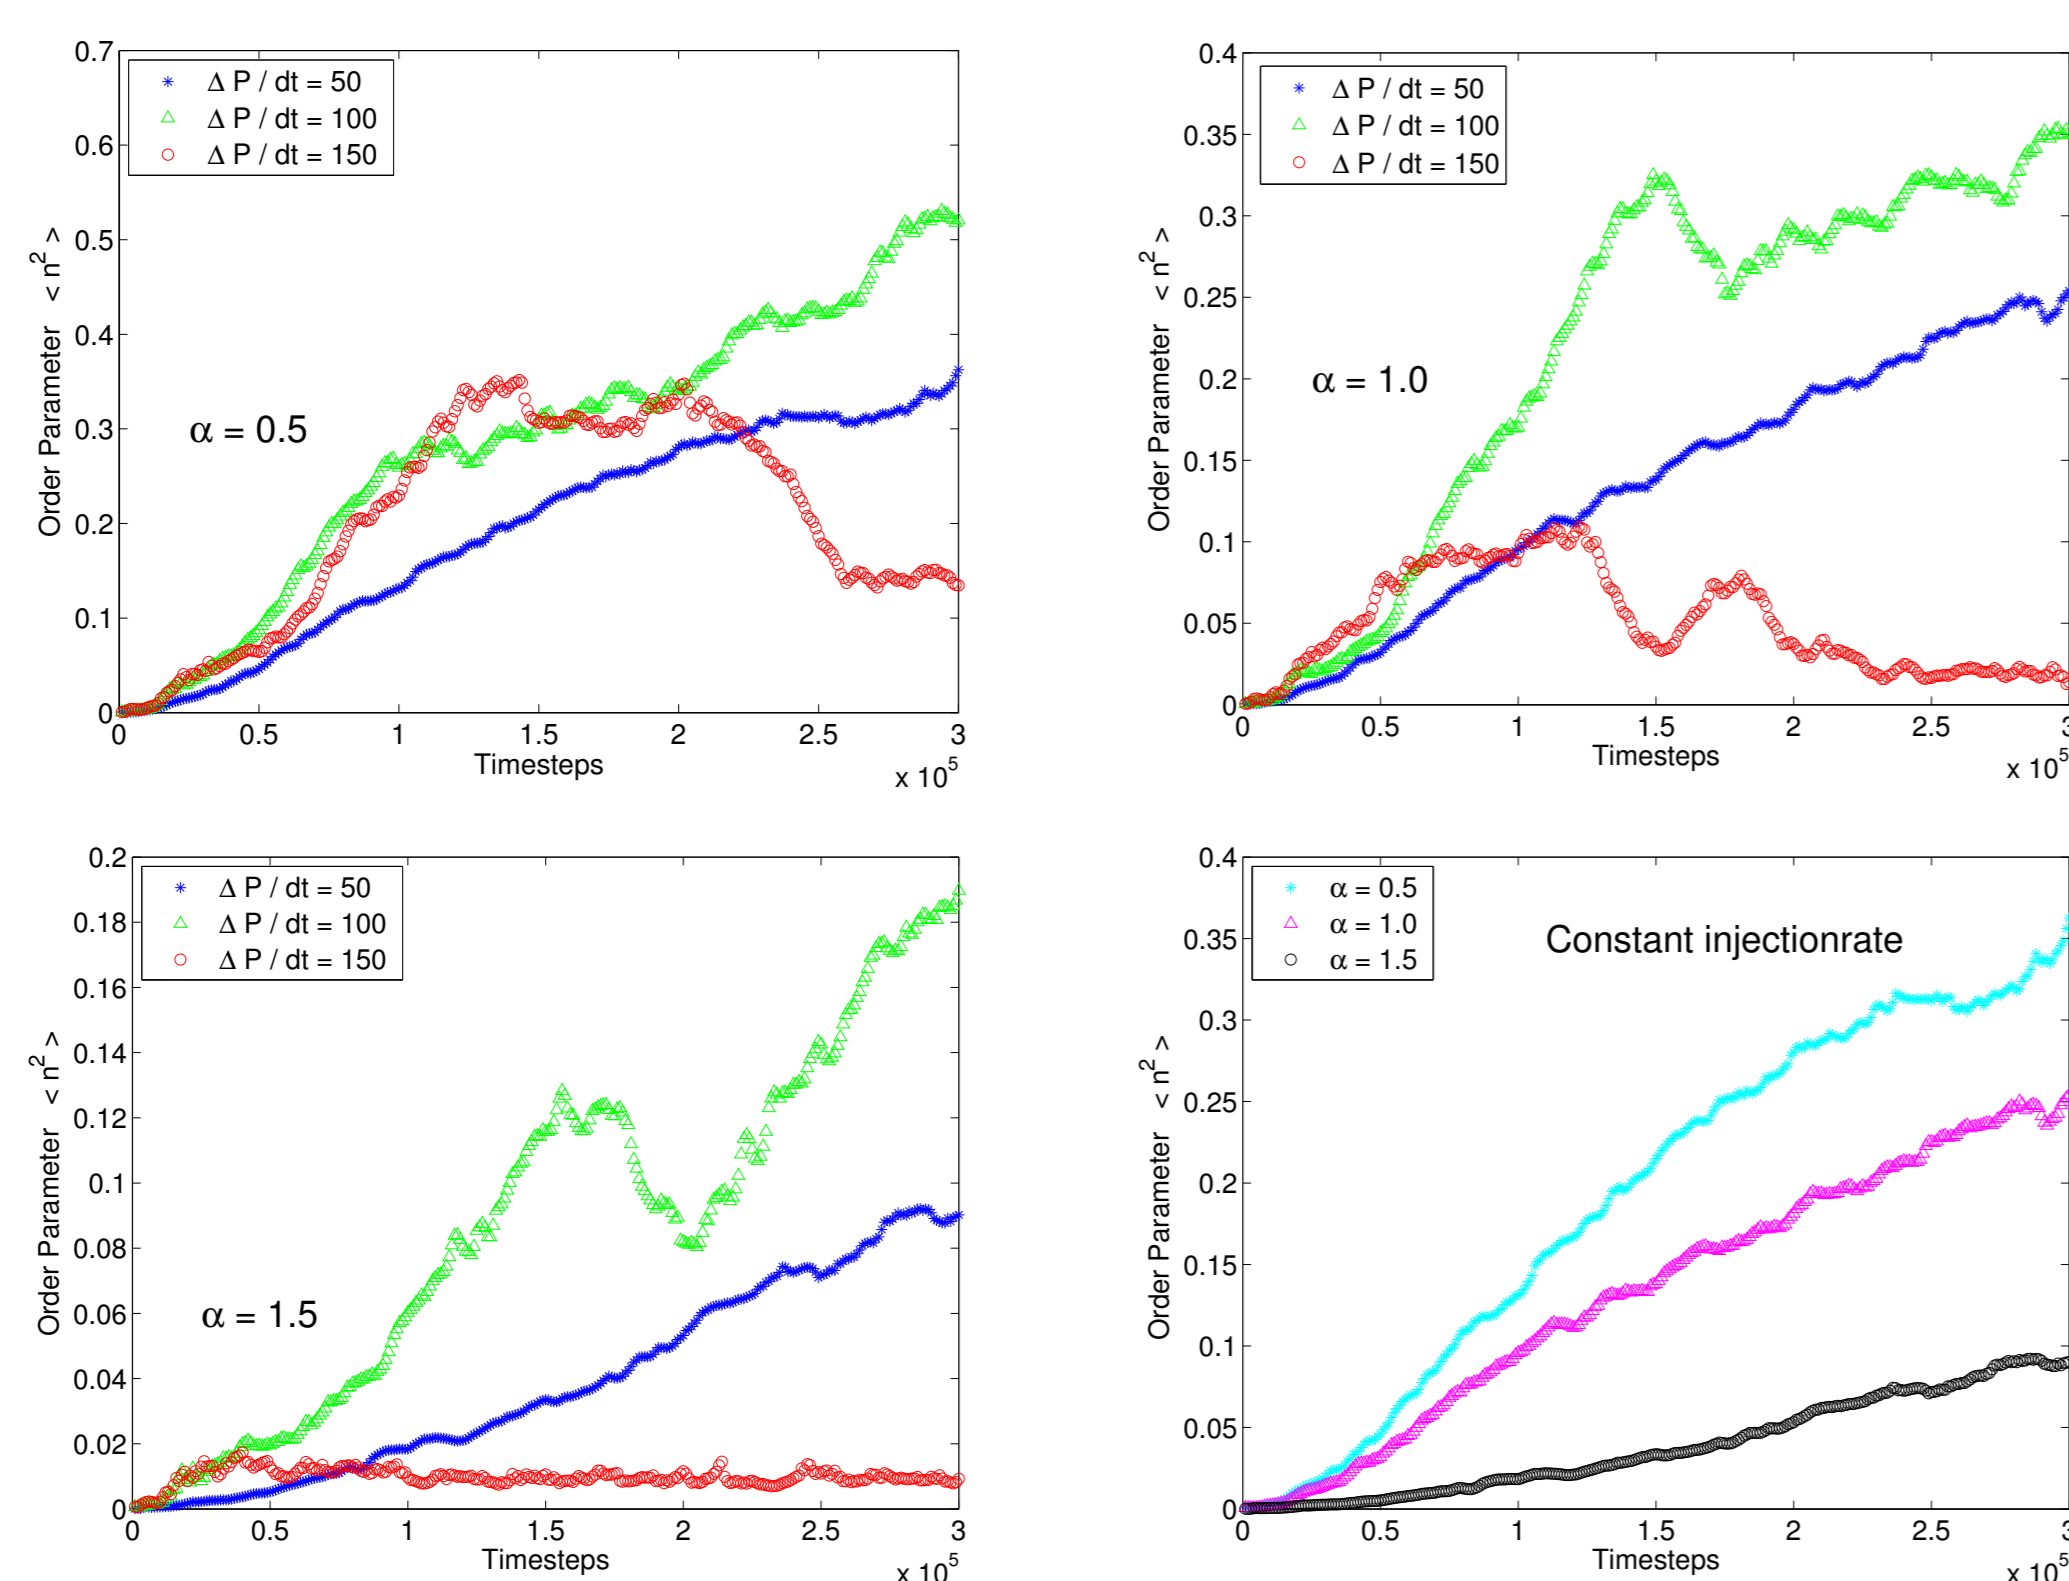 0.7
0.6
0.5
0.4
0.3
0.2
0.1
0
Order Parameter < n² >
Δ P / dt = 50
Δ P / dt = 100
Δ P / dt = 150
α = 0.5
0 0.5 1 1.5 2 2.5 3
Timesteps
x 10⁵
0.4
0.35
0.3
0.25
0.2
0.15
0.1
0.05
0
Order Parameter < n² >
Δ P / dt = 50
Δ P / dt = 100
Δ P / dt = 150
α = 1.0
0 0.5 1 1.5 2 2.5 3
Timesteps
x 10⁵
0.2
0.18
0.16
0.14
0.12
0.1
0.08
0.06
0.04
0.02
0
Order Parameter < n² >
Δ P / dt = 50
Δ P / dt = 100
Δ P / dt = 150
α = 1.5
0 0.5 1 1.5 2 2.5 3
Timesteps
x 10⁵
0.4
0.35
0.3
0.25
0.2
0.15
0.1
0.05
0
Order Parameter < n² >
α = 0.5
α = 1.0
α = 1.5
Constant injectionrate
0 0.5 1 1.5 2 2.5 3
Timesteps
x 10⁵